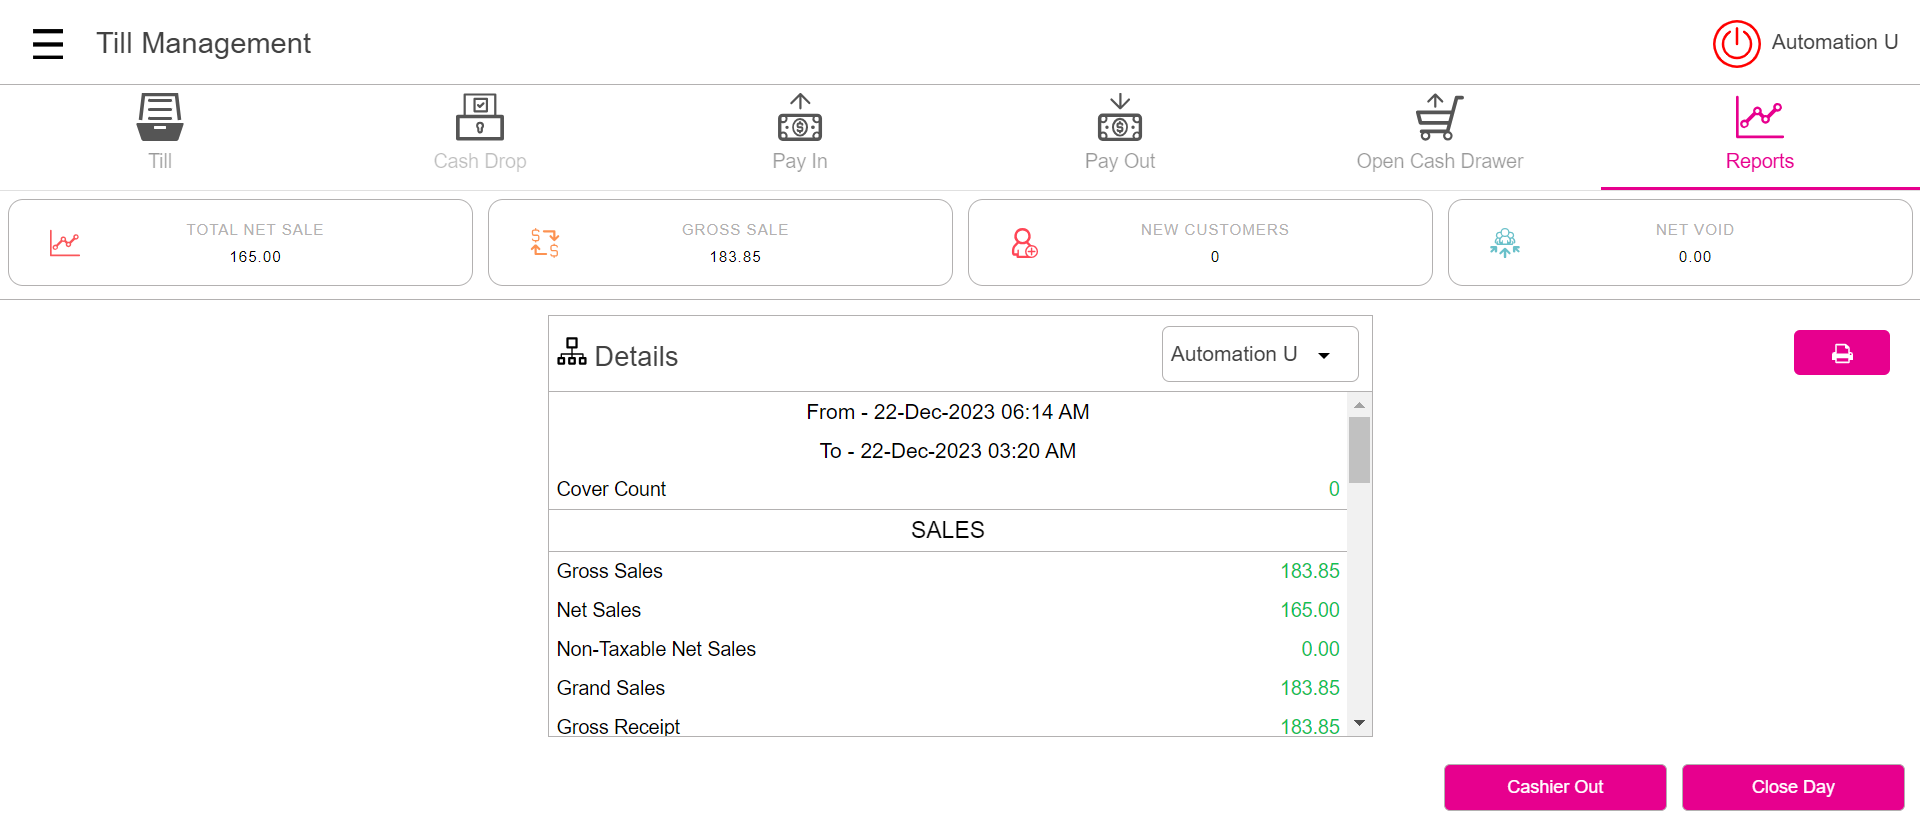 Till Management
Automation U
Till
Cash Drop
Pay In
Pay Out
Open Cash Drawer
Reports
TOTAL NET SALE
165.00
GROSS SALE
183.85
NEW CUSTOMERS
0
NET VOID
0.00
Details
Automation U
From - 22-Dec-2023 06:14 AM
To - 22-Dec-2023 03:20 AM
Cover Count 0
SALES
Gross Sales 183.85
Net Sales 165.00
Non-Taxable Net Sales 0.00
Grand Sales 183.85
Gross Receipt 183.85
Cashier Out
Close Day